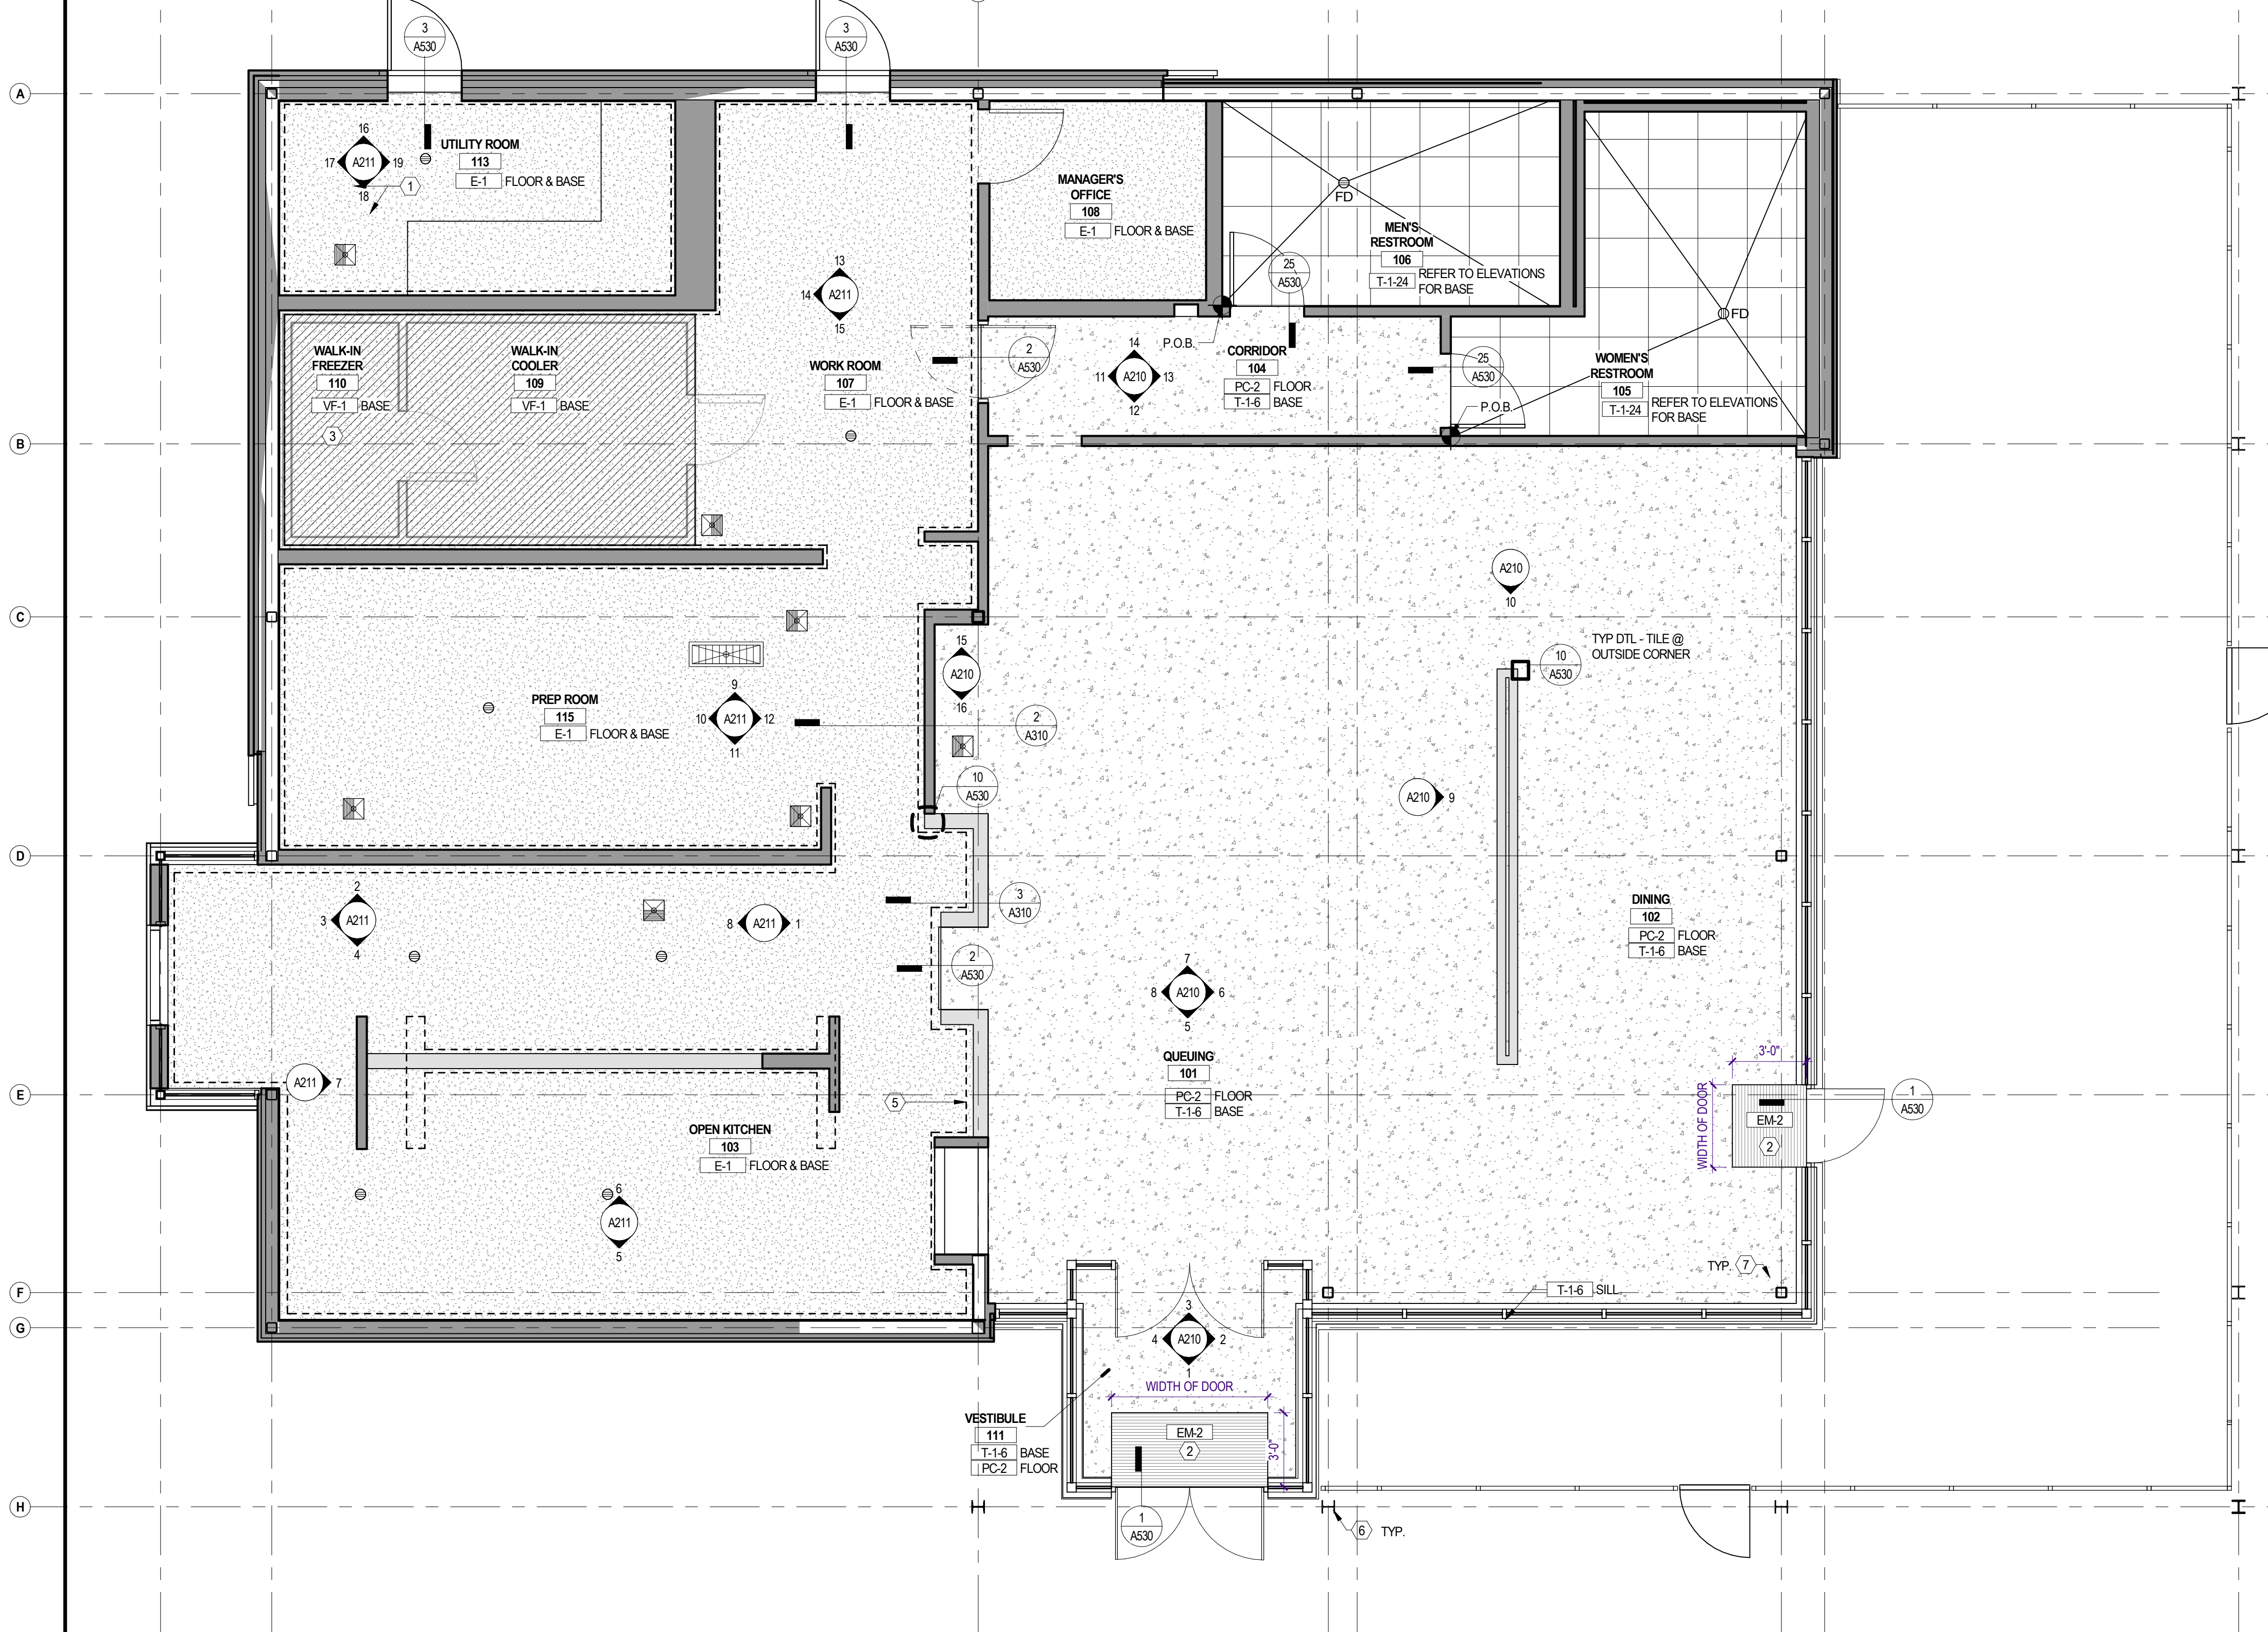 3
A530
3
A530
A
16
17
A211
19
18
1
UTILITY ROOM
113
E-1 FLOOR & BASE
MANAGER'S
OFFICE
108
E-1 FLOOR & BASE
FD
MEN'S
RESTROOM
106
T-1-24 REFER TO ELEVATIONS
FOR BASE
25
A530
13
14
A211
15
FD
WALK-IN
FREEZER
110
VF-1 BASE
3
WALK-IN
COOLER
109
VF-1 BASE
WORK ROOM
107
E-1 FLOOR & BASE
2
A530
P.O.B.
14
11
A210
13
12
CORRIDOR
104
PC-2 FLOOR
T-1-6 BASE
25
A530
P.O.B.
WOMEN'S
RESTROOM
105
T-1-24 REFER TO ELEVATIONS
FOR BASE
B
A210
10
C
15
A210
16
TYP DTL - TILE @
OUTSIDE CORNER
10
A530
PREP ROOM
115
E-1 FLOOR & BASE
9
10
A211
12
11
2
A310
10
A530
A210
9
D
2
3
A211
4
8
A211
1
3
A310
2
A530
DINING
102
PC-2 FLOOR
T-1-6 BASE
7
8
A210
6
5
QUEUING
101
PC-2 FLOOR
T-1-6 BASE
3'-0"
WIDTH OF DOOR
EM-2
2
1
A530
E
A211
7
5
OPEN KITCHEN
103
E-1 FLOOR & BASE
6
A211
5
TYP.
7
T-1-6 SILL
F
G
3
4
A210
2
1
WIDTH OF DOOR
VESTIBULE
111
T-1-6 BASE
PC-2 FLOOR
EM-2
2
3'-0"
H
1
A530
6
TYP.